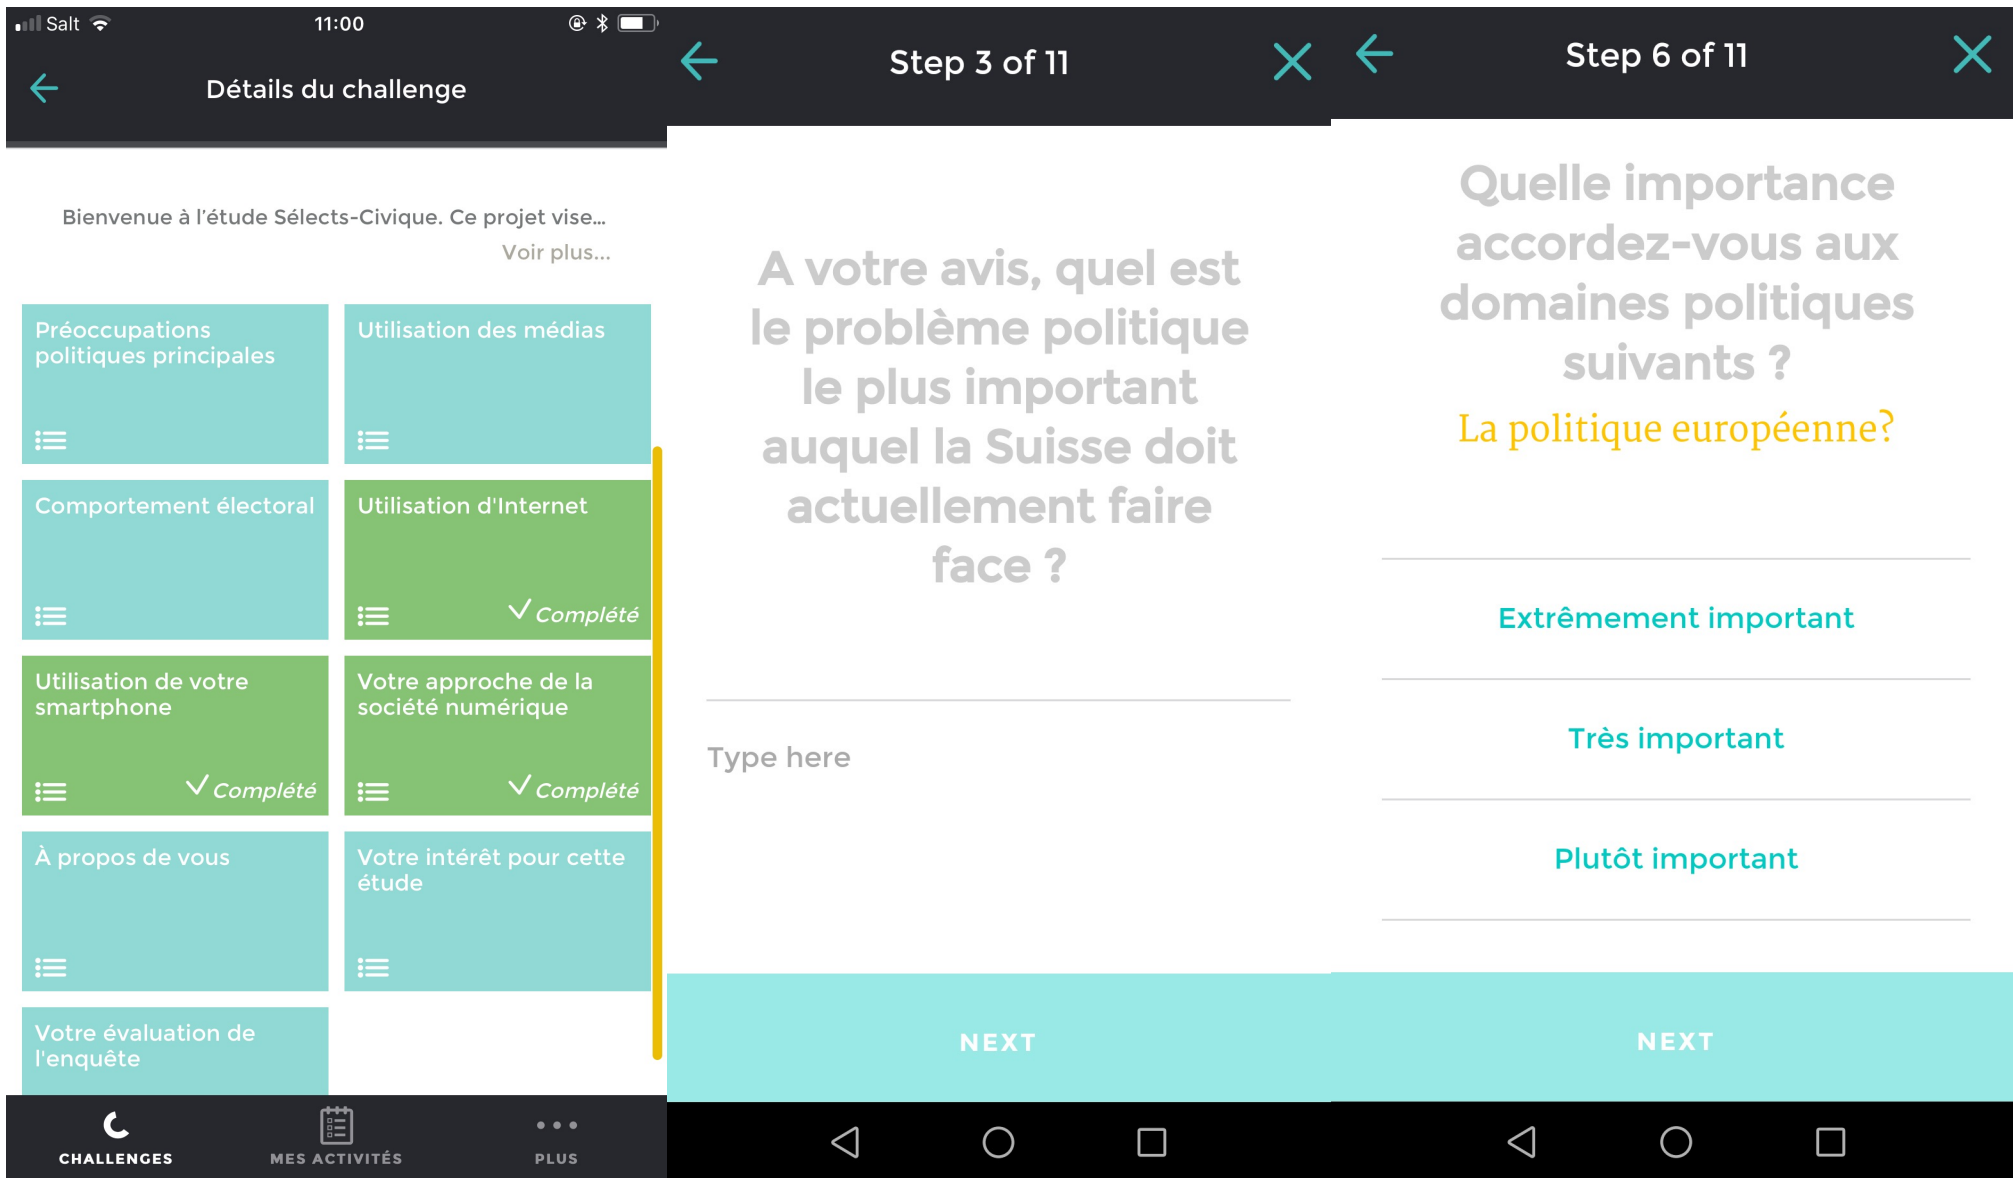 Salt
11:00
Détails du challenge
Bienvenue à l'étude Sélects-Civique. Ce projet vise...
Voir plus...
Préoccupations
politiques principales
Utilisation des médias
Comportement électoral
Utilisation d'Internet
Complété
Utilisation de votre
smartphone
Complété
Votre approche de la
société numérique
Complété
À propos de vous
Votre intérêt pour cette
étude
Votre évaluation de
l'enquête
CHALLENGES
MES ACTIVITÉS
PLUS
Step 3 of 11
A votre avis, quel est
le problème politique
le plus important
auquel la Suisse doit
actuellement faire
face ?
Type here
NEXT
Step 6 of 11
Quelle importance
accordez-vous aux
domaines politiques
suivants ?
La politique européenne?
Extrêmement important
Très important
Plutôt important
NEXT